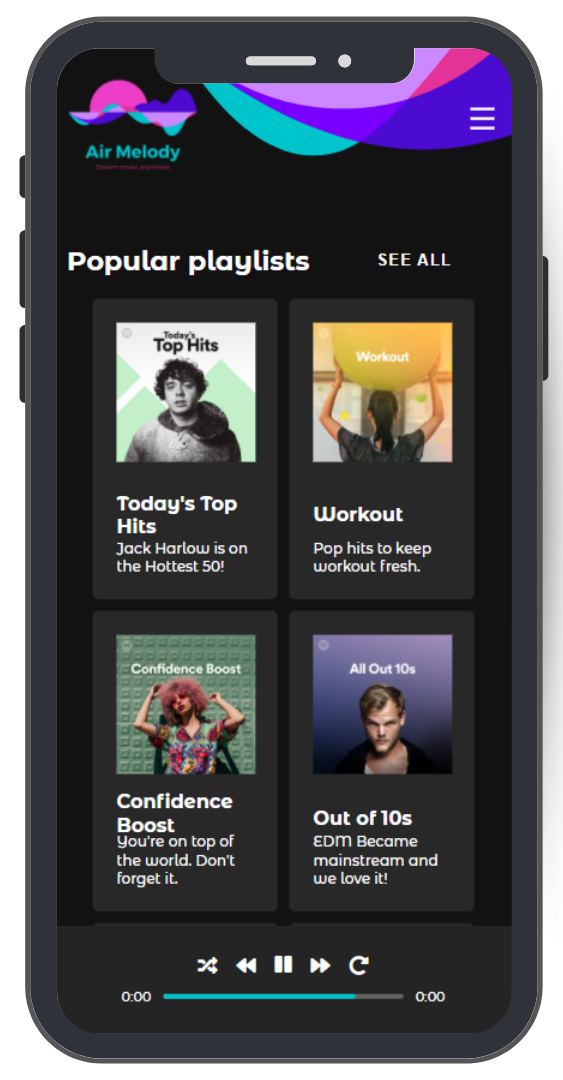 Air Melody
Stream music anywhere
Popular playlists
SEE ALL
Today's
Top Hits
Workout
Today's Top
Hits
Jack Harlow is on
the Hottest 50!
Workout
Pop hits to keep
workout fresh.
Confidence Boost
All Out 10s
Confidence
Boost
You're on top of
the world. Don't
forget it.
Out of 10s
EDM Became
mainstream and
we love it!
0:00
0:00